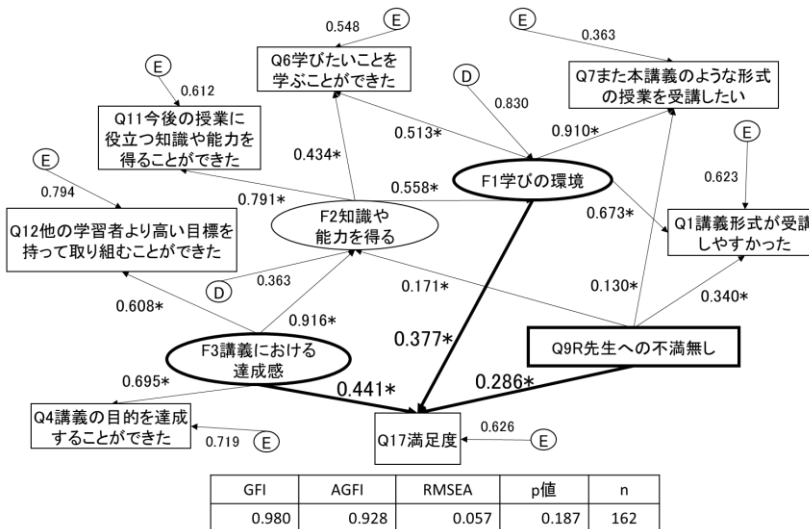 E
0.548
Q6学びたいことを
学ぶことができた
E
0.363
Q7また本講義のような形式
の授業を受講したい
E
0.612
Q11今後の授業に
役立つ知識や能力を
得ることができた
D
0.830
0.513*
0.910*
0.434*
E
0.623
Q1講義形式が受講
しやすかった
E
0.794
Q12他の学習者より高い目標を
持って取り組むことができた
0.791*
0.558*
F1学びの環境
0.673*
F2知識や
能力を得る
D
0.363
0.171*
0.130*
0.340*
0.608*
0.916*
0.377*
F3講義における
達成感
Q9R先生への不満無し
0.695*
0.441*
0.286*
Q4講義の目的を達成
することができた
0.719
E
Q17満足度
0.626
E
GFI AGFI RMSEA p値 n
0.980 0.928 0.057 0.187 162